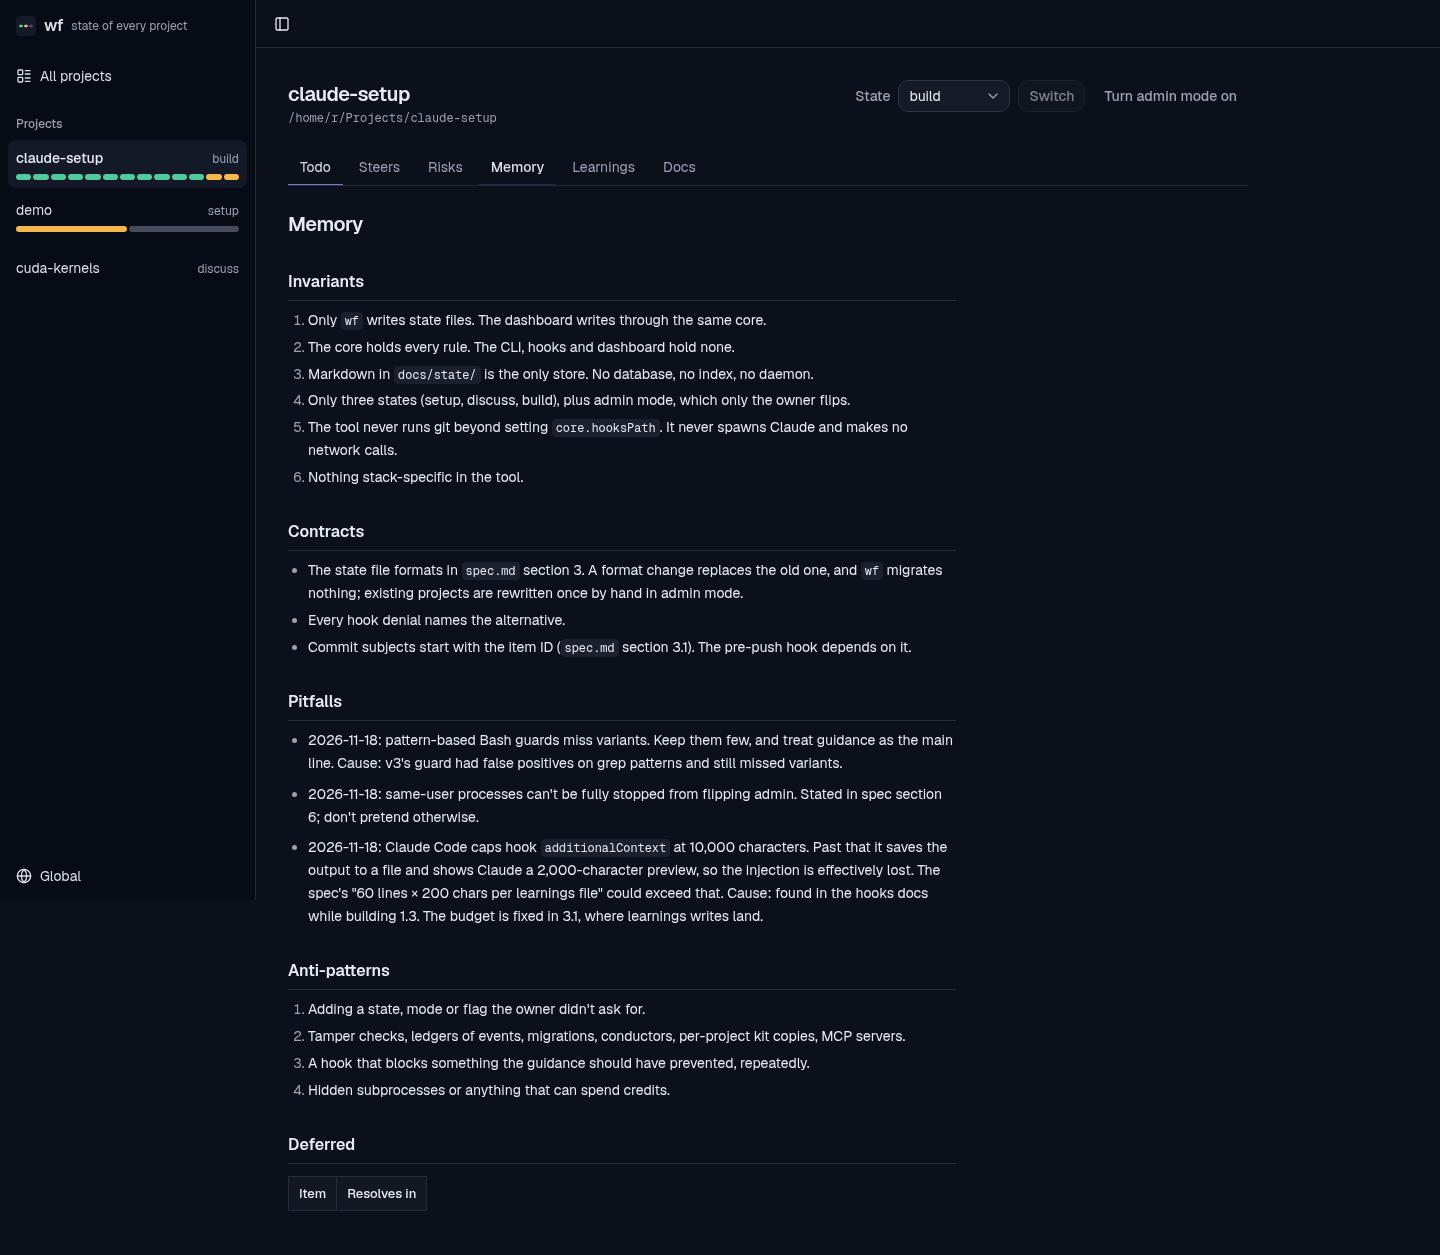 wf state of every project
All projects
Projects
claude-setup build
demo setup
cuda-kernels discuss
Global
claude-setup
/home/r/Projects/claude-setup
State build Switch Turn admin mode on
Todo Steers Risks Memory Learnings Docs
Memory
Invariants
1. Only wf writes state files. The dashboard writes through the same core.
2. The core holds every rule. The CLI, hooks and dashboard hold none.
3. Markdown in docs/state/ is the only store. No database, no index, no daemon.
4. Only three states (setup, discuss, build), plus admin mode, which only the owner flips.
5. The tool never runs git beyond setting core.hooksPath. It never spawns Claude and makes no
network calls.
6. Nothing stack-specific in the tool.
Contracts
• The state file formats in spec.md section 3. A format change replaces the old one, and wf migrates
nothing; existing projects are rewritten once by hand in admin mode.
• Every hook denial names the alternative.
• Commit subjects start with the item ID (spec.md section 3.1). The pre-push hook depends on it.
Pitfalls
• 2026-11-18: pattern-based Bash guards miss variants. Keep them few, and treat guidance as the main
line. Cause: v3's guard had false positives on grep patterns and still missed variants.
• 2026-11-18: same-user processes can't be fully stopped from flipping admin. Stated in spec section
6; don't pretend otherwise.
• 2026-11-18: Claude Code caps hook additionalContext at 10,000 characters. Past that it saves the
output to a file and shows Claude a 2,000-character preview, so the injection is effectively lost. The
spec's "60 lines × 200 chars per learnings file" could exceed that. Cause: found in the hooks docs
while building 1.3. The budget is fixed in 3.1, where learnings writes land.
Anti-patterns
1. Adding a state, mode or flag the owner didn't ask for.
2. Tamper checks, ledgers of events, migrations, conductors, per-project kit copies, MCP servers.
3. A hook that blocks something the guidance should have prevented, repeatedly.
4. Hidden subprocesses or anything that can spend credits.
Deferred
Item Resolves in